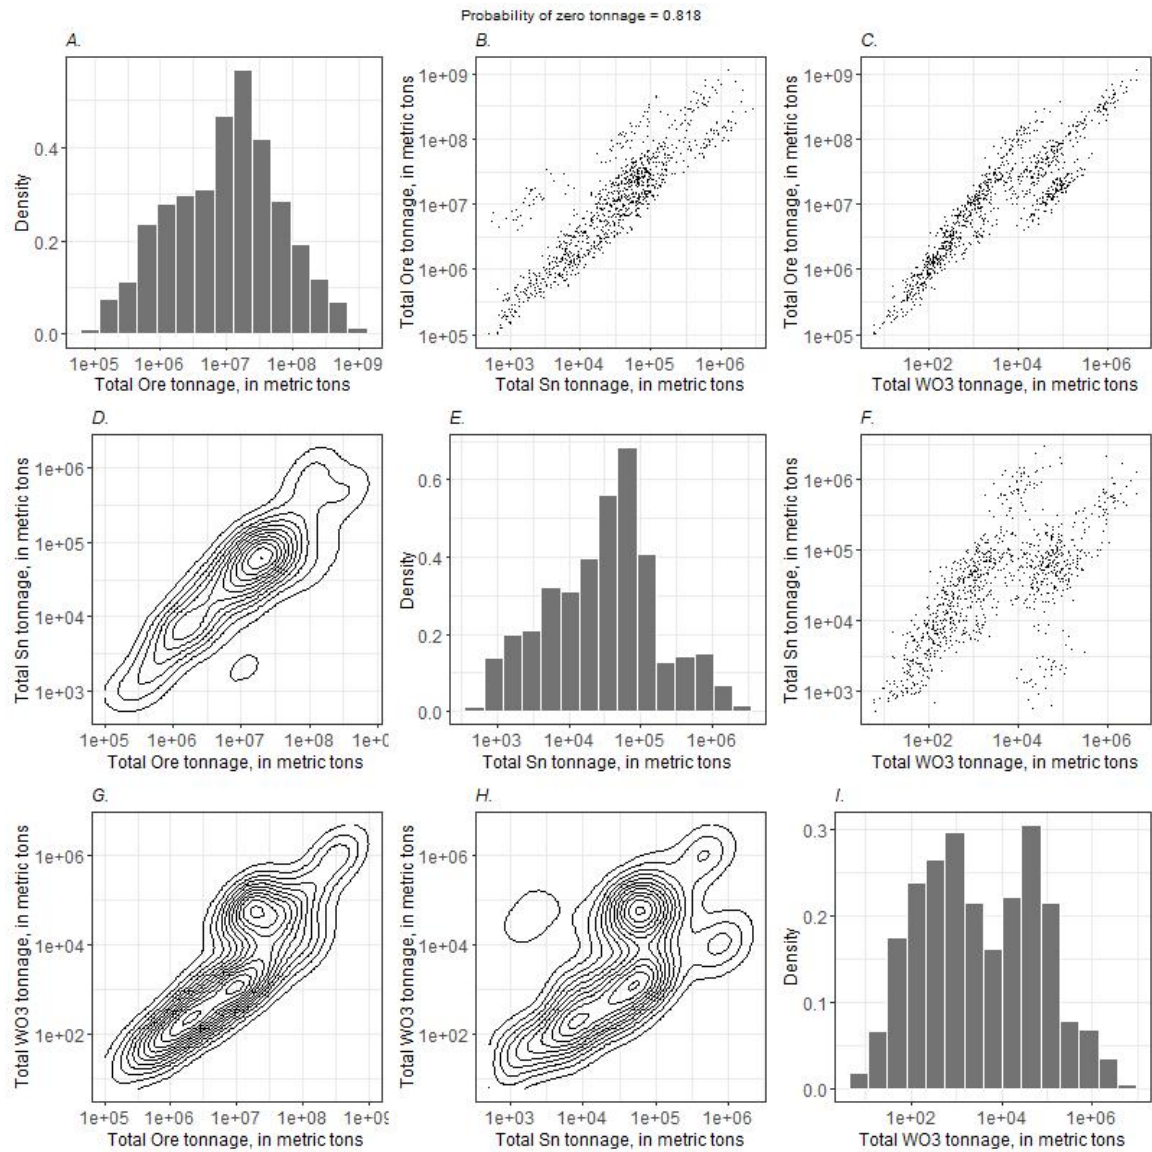 Probability of zero tonnage = 0.818
A.
Density
0.4
0.2
0.0
1e+05 1e+06 1e+07 1e+08 1e+09
Total Ore tonnage, in metric tons
B.
Total Ore tonnage, in metric tons
1e+09
1e+08
1e+07
1e+06
1e+05
1e+03 1e+04 1e+05 1e+06
Total Sn tonnage, in metric tons
C.
Total Ore tonnage, in metric tons
1e+09
1e+08
1e+07
1e+06
1e+05
1e+02 1e+04 1e+06
Total WO3 tonnage, in metric tons
D.
Total Sn tonnage, in metric tons
1e+06
1e+05
1e+04
1e+03
1e+05 1e+06 1e+07 1e+08 1e+0
Total Ore tonnage, in metric tons
E.
Density
0.6
0.4
0.2
0.0
1e+03 1e+04 1e+05 1e+06
Total Sn tonnage, in metric tons
F.
Total Sn tonnage, in metric tons
1e+06
1e+05
1e+04
1e+03
1e+02 1e+04 1e+06
Total WO3 tonnage, in metric tons
G.
Total WO3 tonnage, in metric tons
1e+06
1e+04
1e+02
1e+05 1e+06 1e+07 1e+08 1e+09
Total Ore tonnage, in metric tons
H.
Total WO3 tonnage, in metric tons
1e+06
1e+04
1e+02
1e+03 1e+04 1e+05 1e+06
Total Sn tonnage, in metric tons
I.
Density
0.3
0.2
0.1
0.0
1e+02 1e+04 1e+06
Total WO3 tonnage, in metric tons